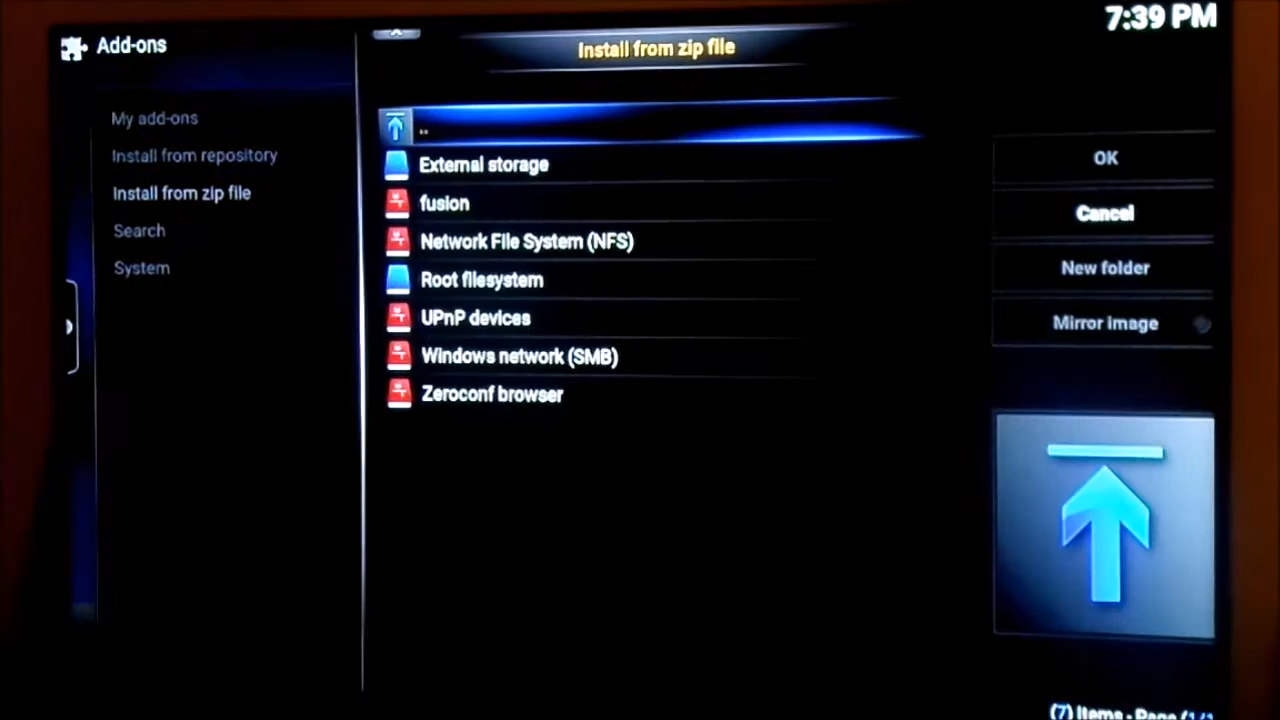 Add-ons
7:39 PM
Install from zip file
My add-ons
Install from repository
Install from zip file
Search
System
..
External storage
fusion
Network File System (NFS)
Root filesystem
UPnP devices
Windows network (SMB)
Zeroconf browser
OK
Cancel
New folder
Mirror image
(7) Items - Page (1/1